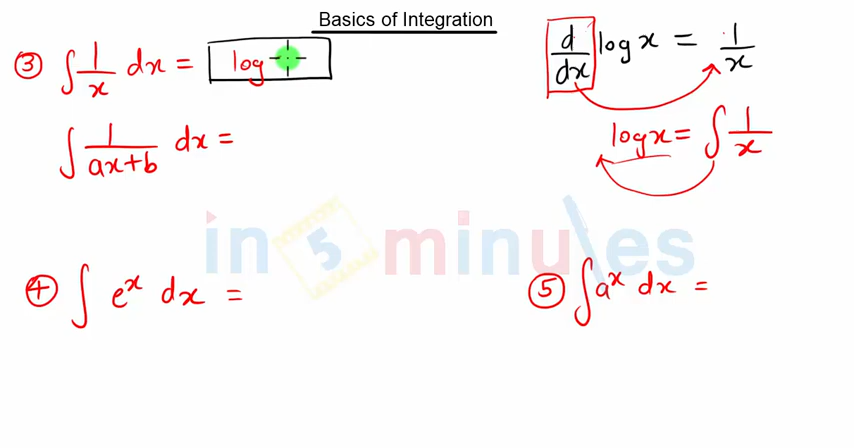 Basics of Integration
③ ∫ 1/x dx = log
d/dx log x = 1/x
log x = ∫ 1/x
∫ 1/(ax+b) dx =
in 5 minutes
④ ∫ e^x dx =
⑤ ∫ a^x dx =